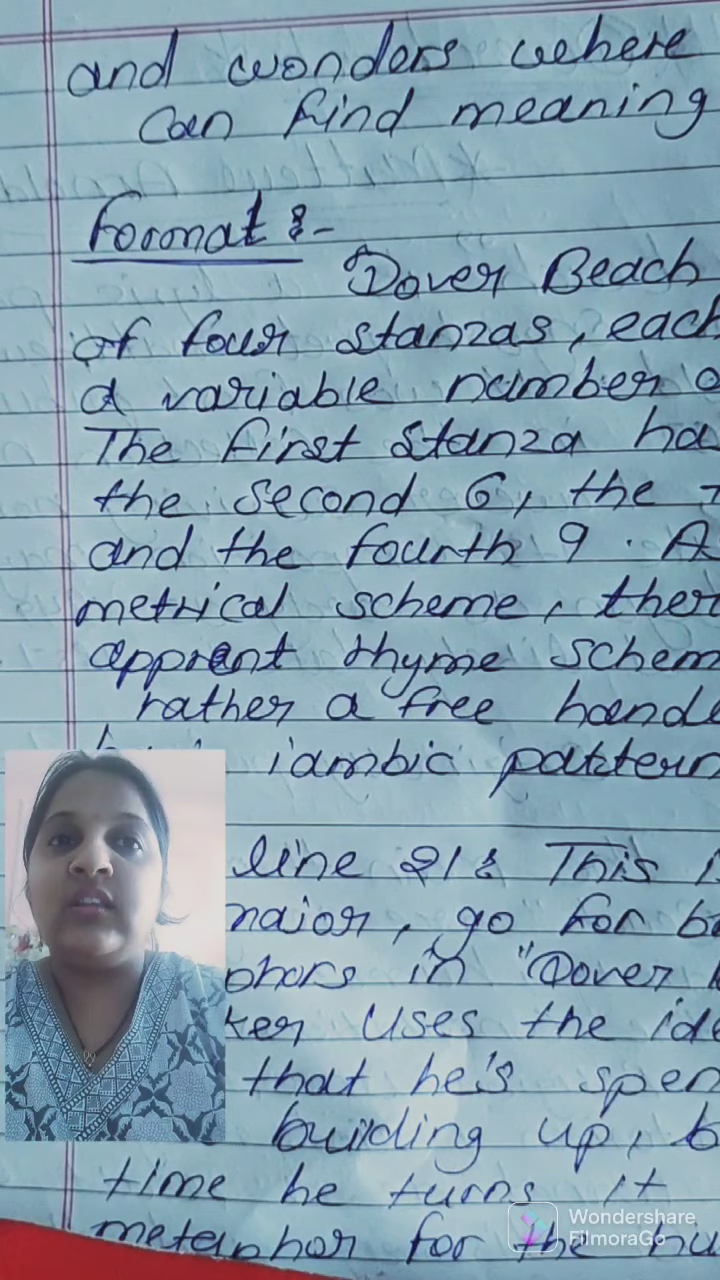 and wonders where
can find meaning
Format :-
Dover Beach
of four stanzas, each
a variable number
The first stanza ha
the second 6, the
and the fourth 9. A
metrical scheme, ther
apprent rhyme schem
rather a free hand
iambic pattern
line 21: This
major, go for b
phors in "Dover
ker uses the ide
that he's spen
building up, b
time he turns it
metaphor for the hu
Wondershare
FilmoraGo